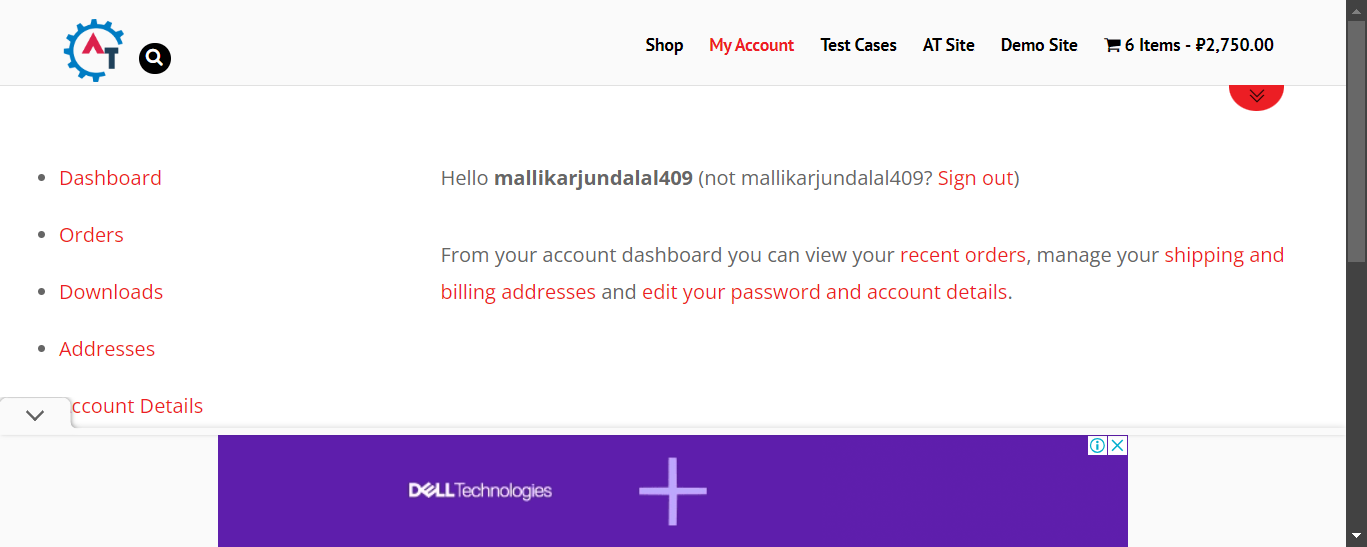 AT
Shop My Account Test Cases AT Site Demo Site 6 Items - ₽2,750.00
Dashboard
Orders
Downloads
Addresses
ccount Details
Hello mallikarjundalal409 (not mallikarjundalal409? Sign out)
From your account dashboard you can view your recent orders, manage your shipping and
billing addresses and edit your password and account details.
DELL Technologies